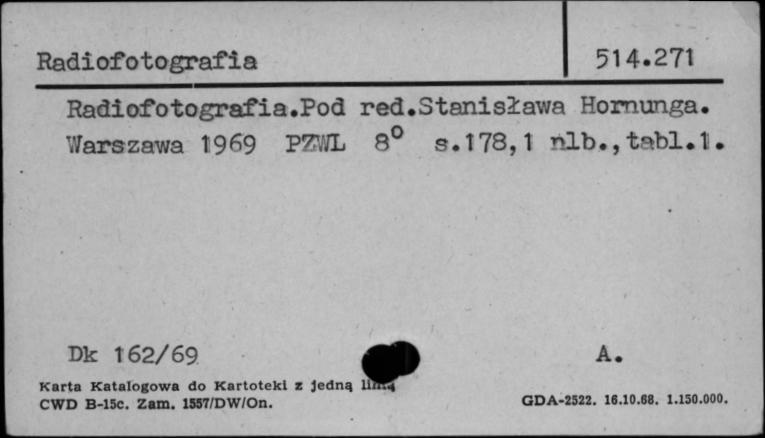 Radiofotografia 514.271
Radiofotografia.Pod red.Stanisława Hornunga.
Warszawa 1969 PZWL 8° s.178,1 nlb.,tabl.1.
Dk 162/69 A.
Karta Katalogowa do Kartoteki z jedną linią
CWD B-15c. Zam. 1557/DW/On. GDA-2522. 16.10.68. 1.150.000.